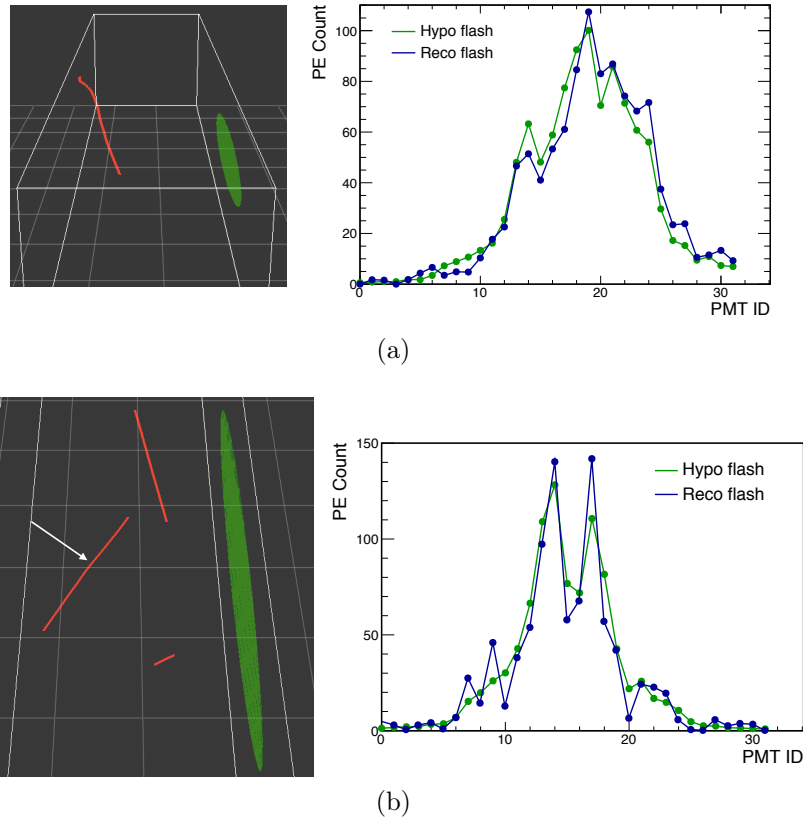 PE Count
100
80
60
40
20
0
Hypo flash
Reco flash
0 10 20 30
PMT ID
(a)
PE Count
150
100
50
0
Hypo flash
Reco flash
0 10 20 30
PMT ID
(b)